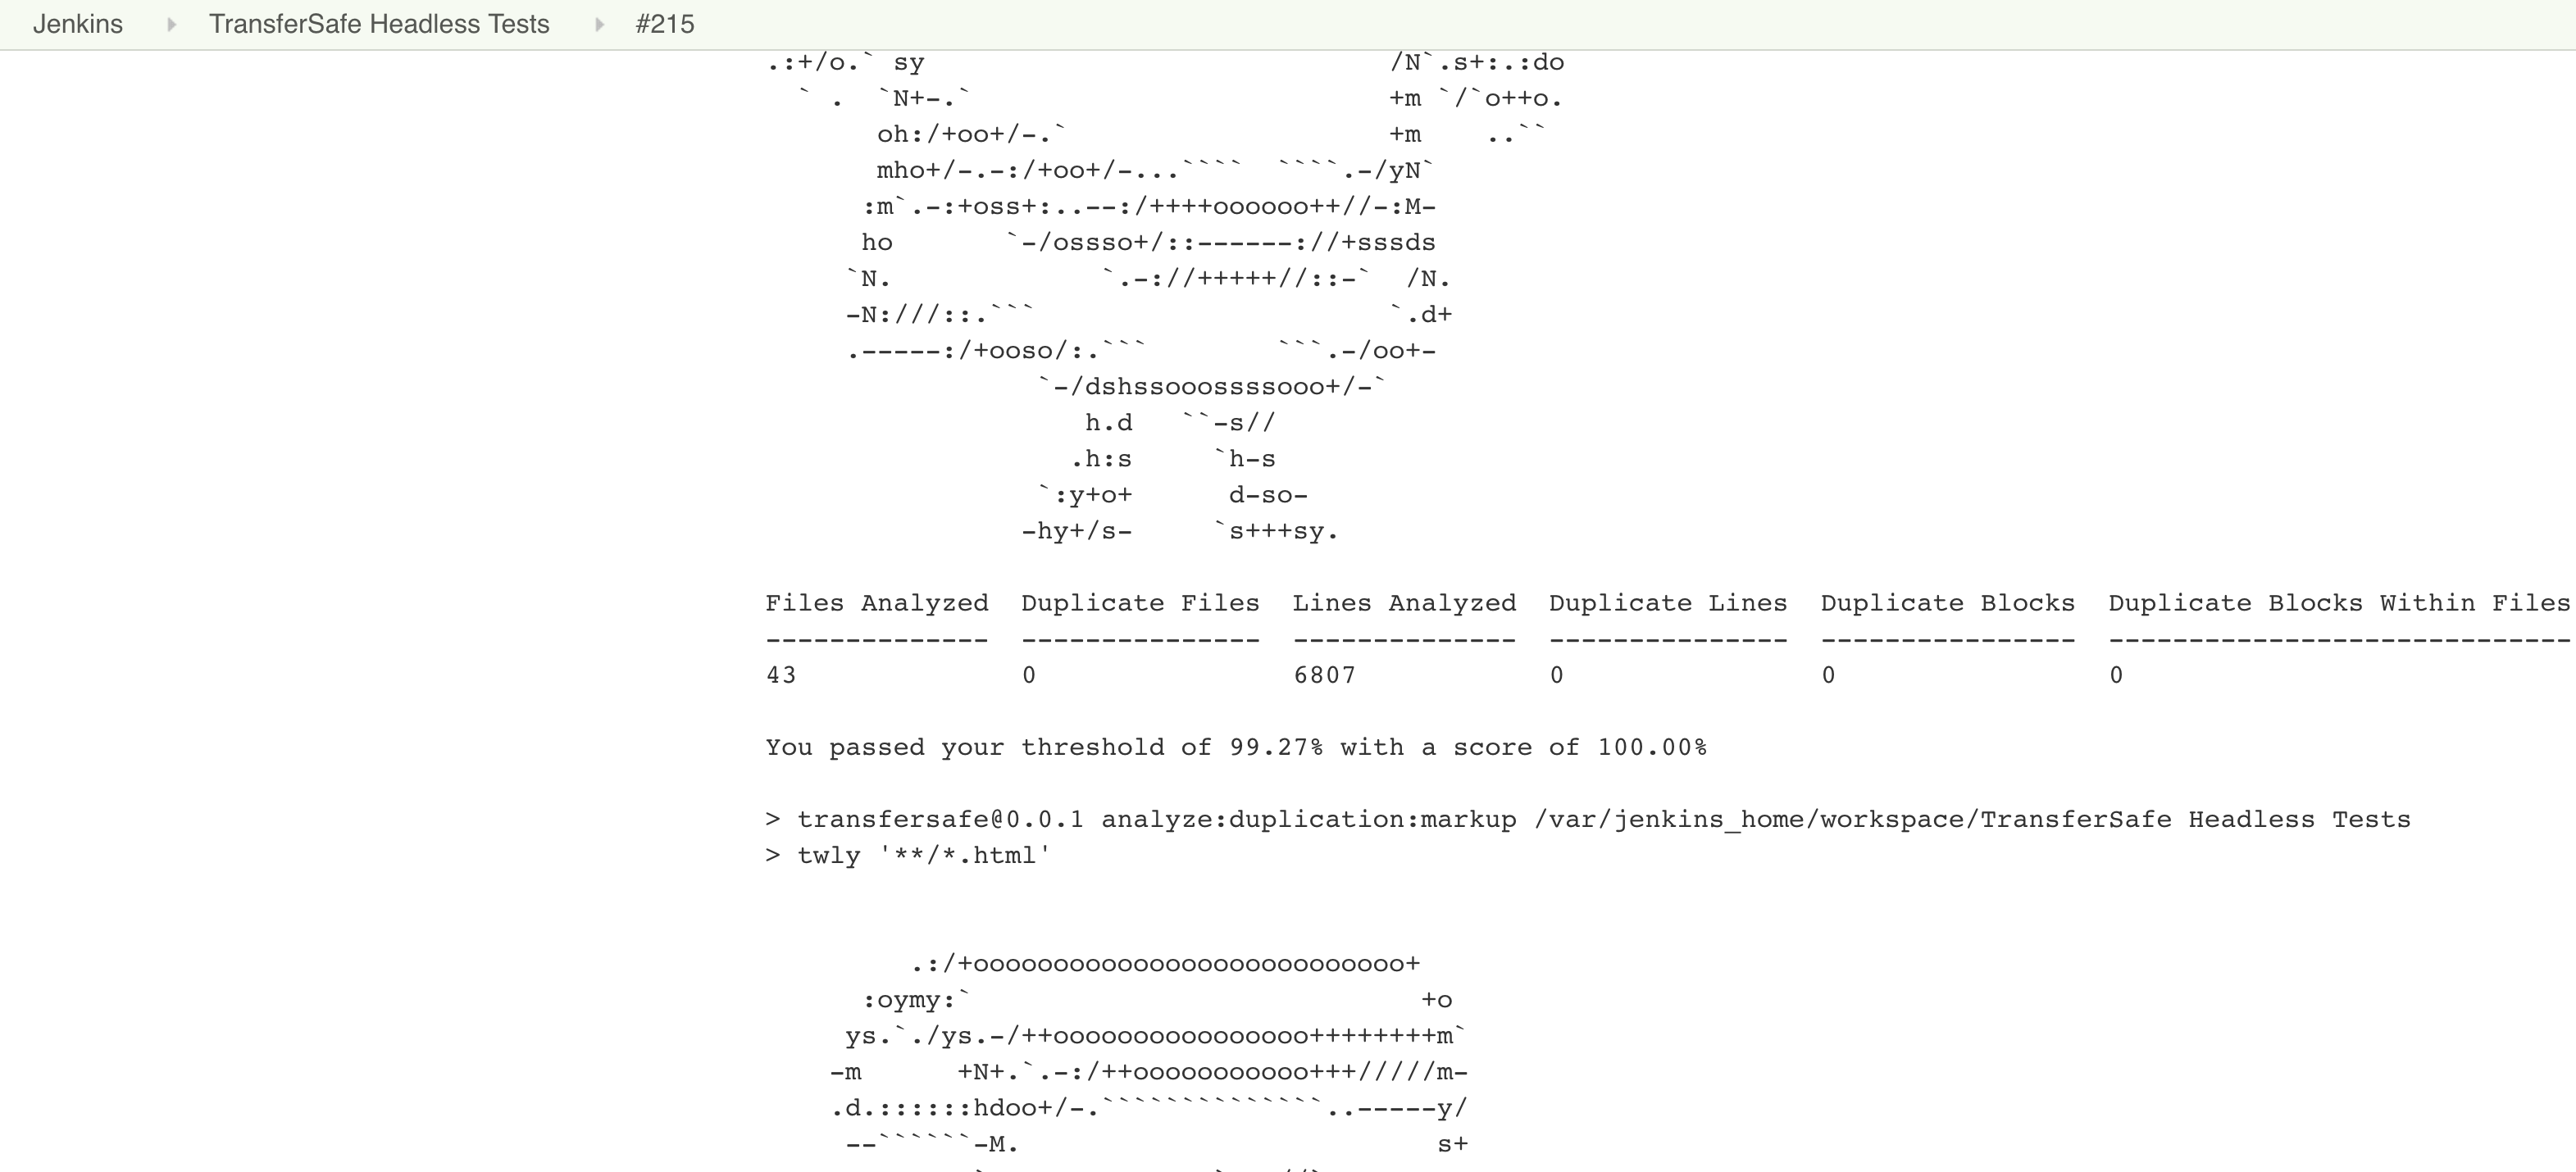 Jenkins TransferSafe Headless Tests #215
.:+/o.` sy                             /N`.s+:.:do
  ` .  `N+-.`                          +m `/`o++o.
       oh:/+oo+/-.`                    +m    ..``
       mho+/-.-:/+oo+/-...````  ````.-/yN`
      :m`.-:+oss+:..--:/++++oooooo++//-:M-
      ho       `-/ossso+/::------://+sssds
     `N.             `.-://+++++//::-`  /N.
     -N:///::.```                      `.d+
     .-----:/+ooso/:.```        ```.-/oo+-
                 `-/dshssooossssooo+/-`
                    h.d   ``-s//
                   .h:s     `h-s
                 `:y+o+      d-so-
                -hy+/s-     `s+++sy.
Files Analyzed  Duplicate Files  Lines Analyzed  Duplicate Lines  Duplicate Blocks  Duplicate Blocks Within Files
--------------  ---------------  --------------  ---------------  ----------------  -----------------------------
43              0                6807            0                0                 0
You passed your threshold of 99.27% with a score of 100.00%
> transfersafe@0.0.1 analyze:duplication:markup /var/jenkins_home/workspace/TransferSafe Headless Tests
> twly '**/*.html'
         .:/+ooooooooooooooooooooooooooo+
      :oymy:`                            +o
     ys.`./ys.-/++oooooooooooooooo++++++++m`
    -m      +N+.`.-:/++ooooooooooo+++/////m-
    .d.::::::hdoo+/-.``````````````..-----y/
     --``````-M.                          s+